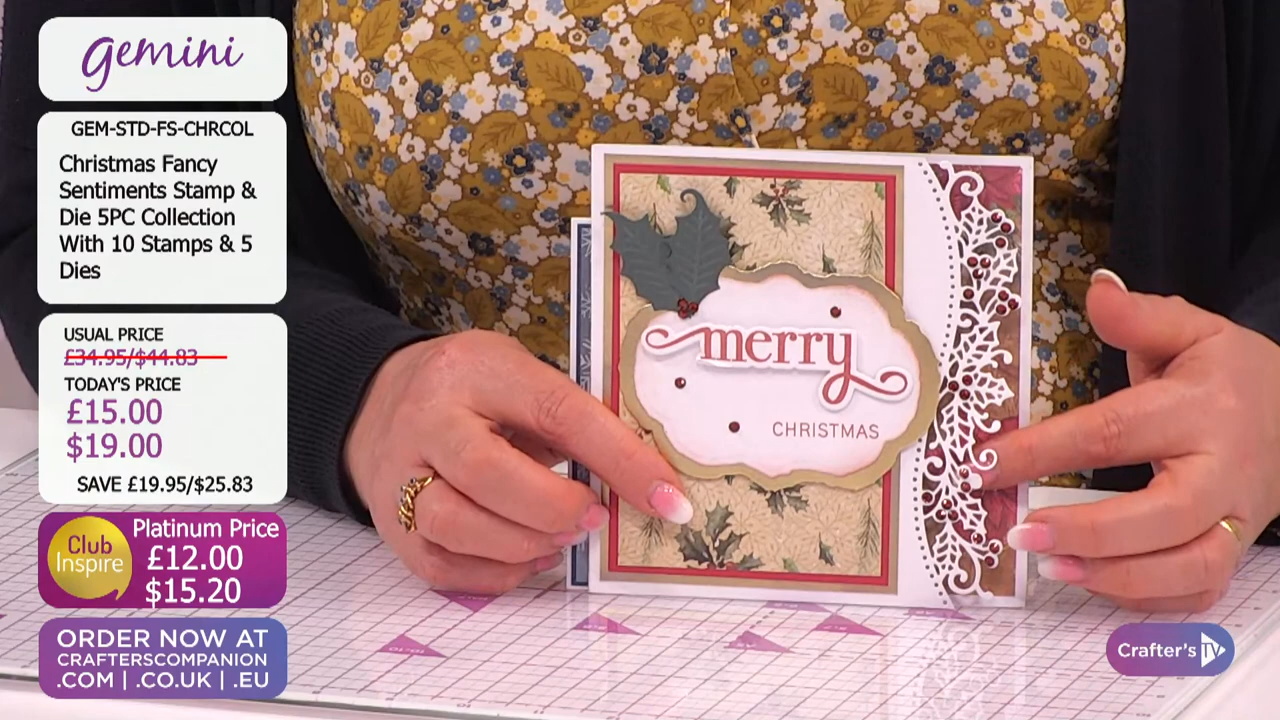 gemini
GEM-STD-FS-CHRCOL
Christmas Fancy
Sentiments Stamp &
Die 5PC Collection
With 10 Stamps & 5
Dies
USUAL PRICE
£34.95/$44.83
TODAY'S PRICE
£15.00
$19.00
SAVE £19.95/$25.83
Club
Inspire
Platinum Price
£12.00
$15.20
ORDER NOW AT
CRAFTERSCOMPANION
.COM | .CO.UK | .EU
merry
CHRISTMAS
Crafter's TV